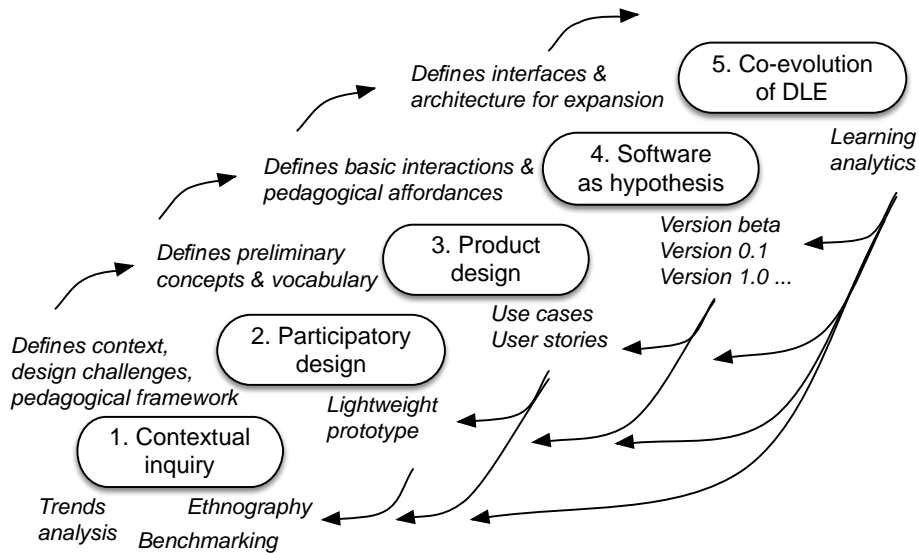 Defines interfaces &
architecture for expansion
5. Co-evolution
of DLE
Learning
analytics
Defines basic interactions &
pedagogical affordances
4. Software
as hypothesis
Version beta
Version 0.1
Version 1.0 ...
Defines preliminary
concepts & vocabulary
3. Product
design
Use cases
User stories
Defines context,
design challenges,
pedagogical framework
2. Participatory
design
Lightweight
prototype
1. Contextual
inquiry
Trends
analysis
Ethnography
Benchmarking